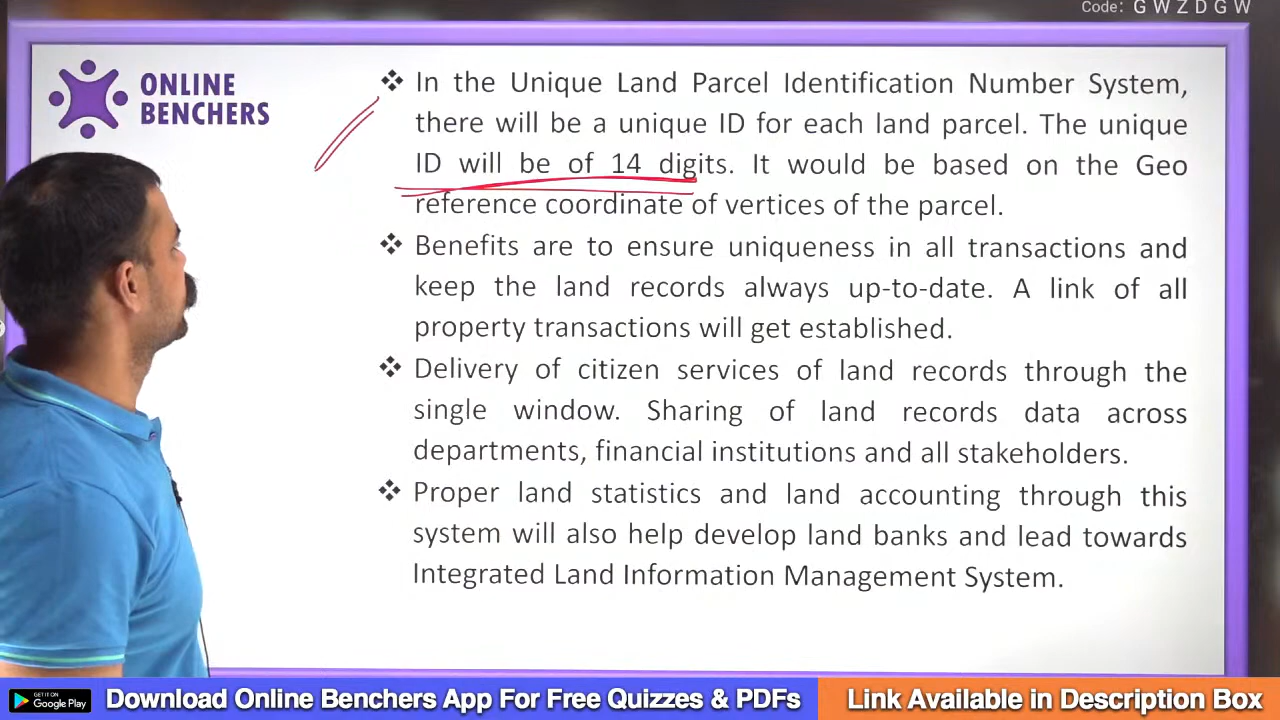 Code: G W Z D G W
ONLINE
BENCHERS
❖ In the Unique Land Parcel Identification Number System,
there will be a unique ID for each land parcel. The unique
ID will be of 14 digits. It would be based on the Geo
reference coordinate of vertices of the parcel.
❖ Benefits are to ensure uniqueness in all transactions and
keep the land records always up-to-date. A link of all
property transactions will get established.
❖ Delivery of citizen services of land records through the
single window. Sharing of land records data across
departments, financial institutions and all stakeholders.
❖ Proper land statistics and land accounting through this
system will also help develop land banks and lead towards
Integrated Land Information Management System.
GET IT ON
Google Play
Download Online Benchers App For Free Quizzes & PDFs
Link Available in Description Box